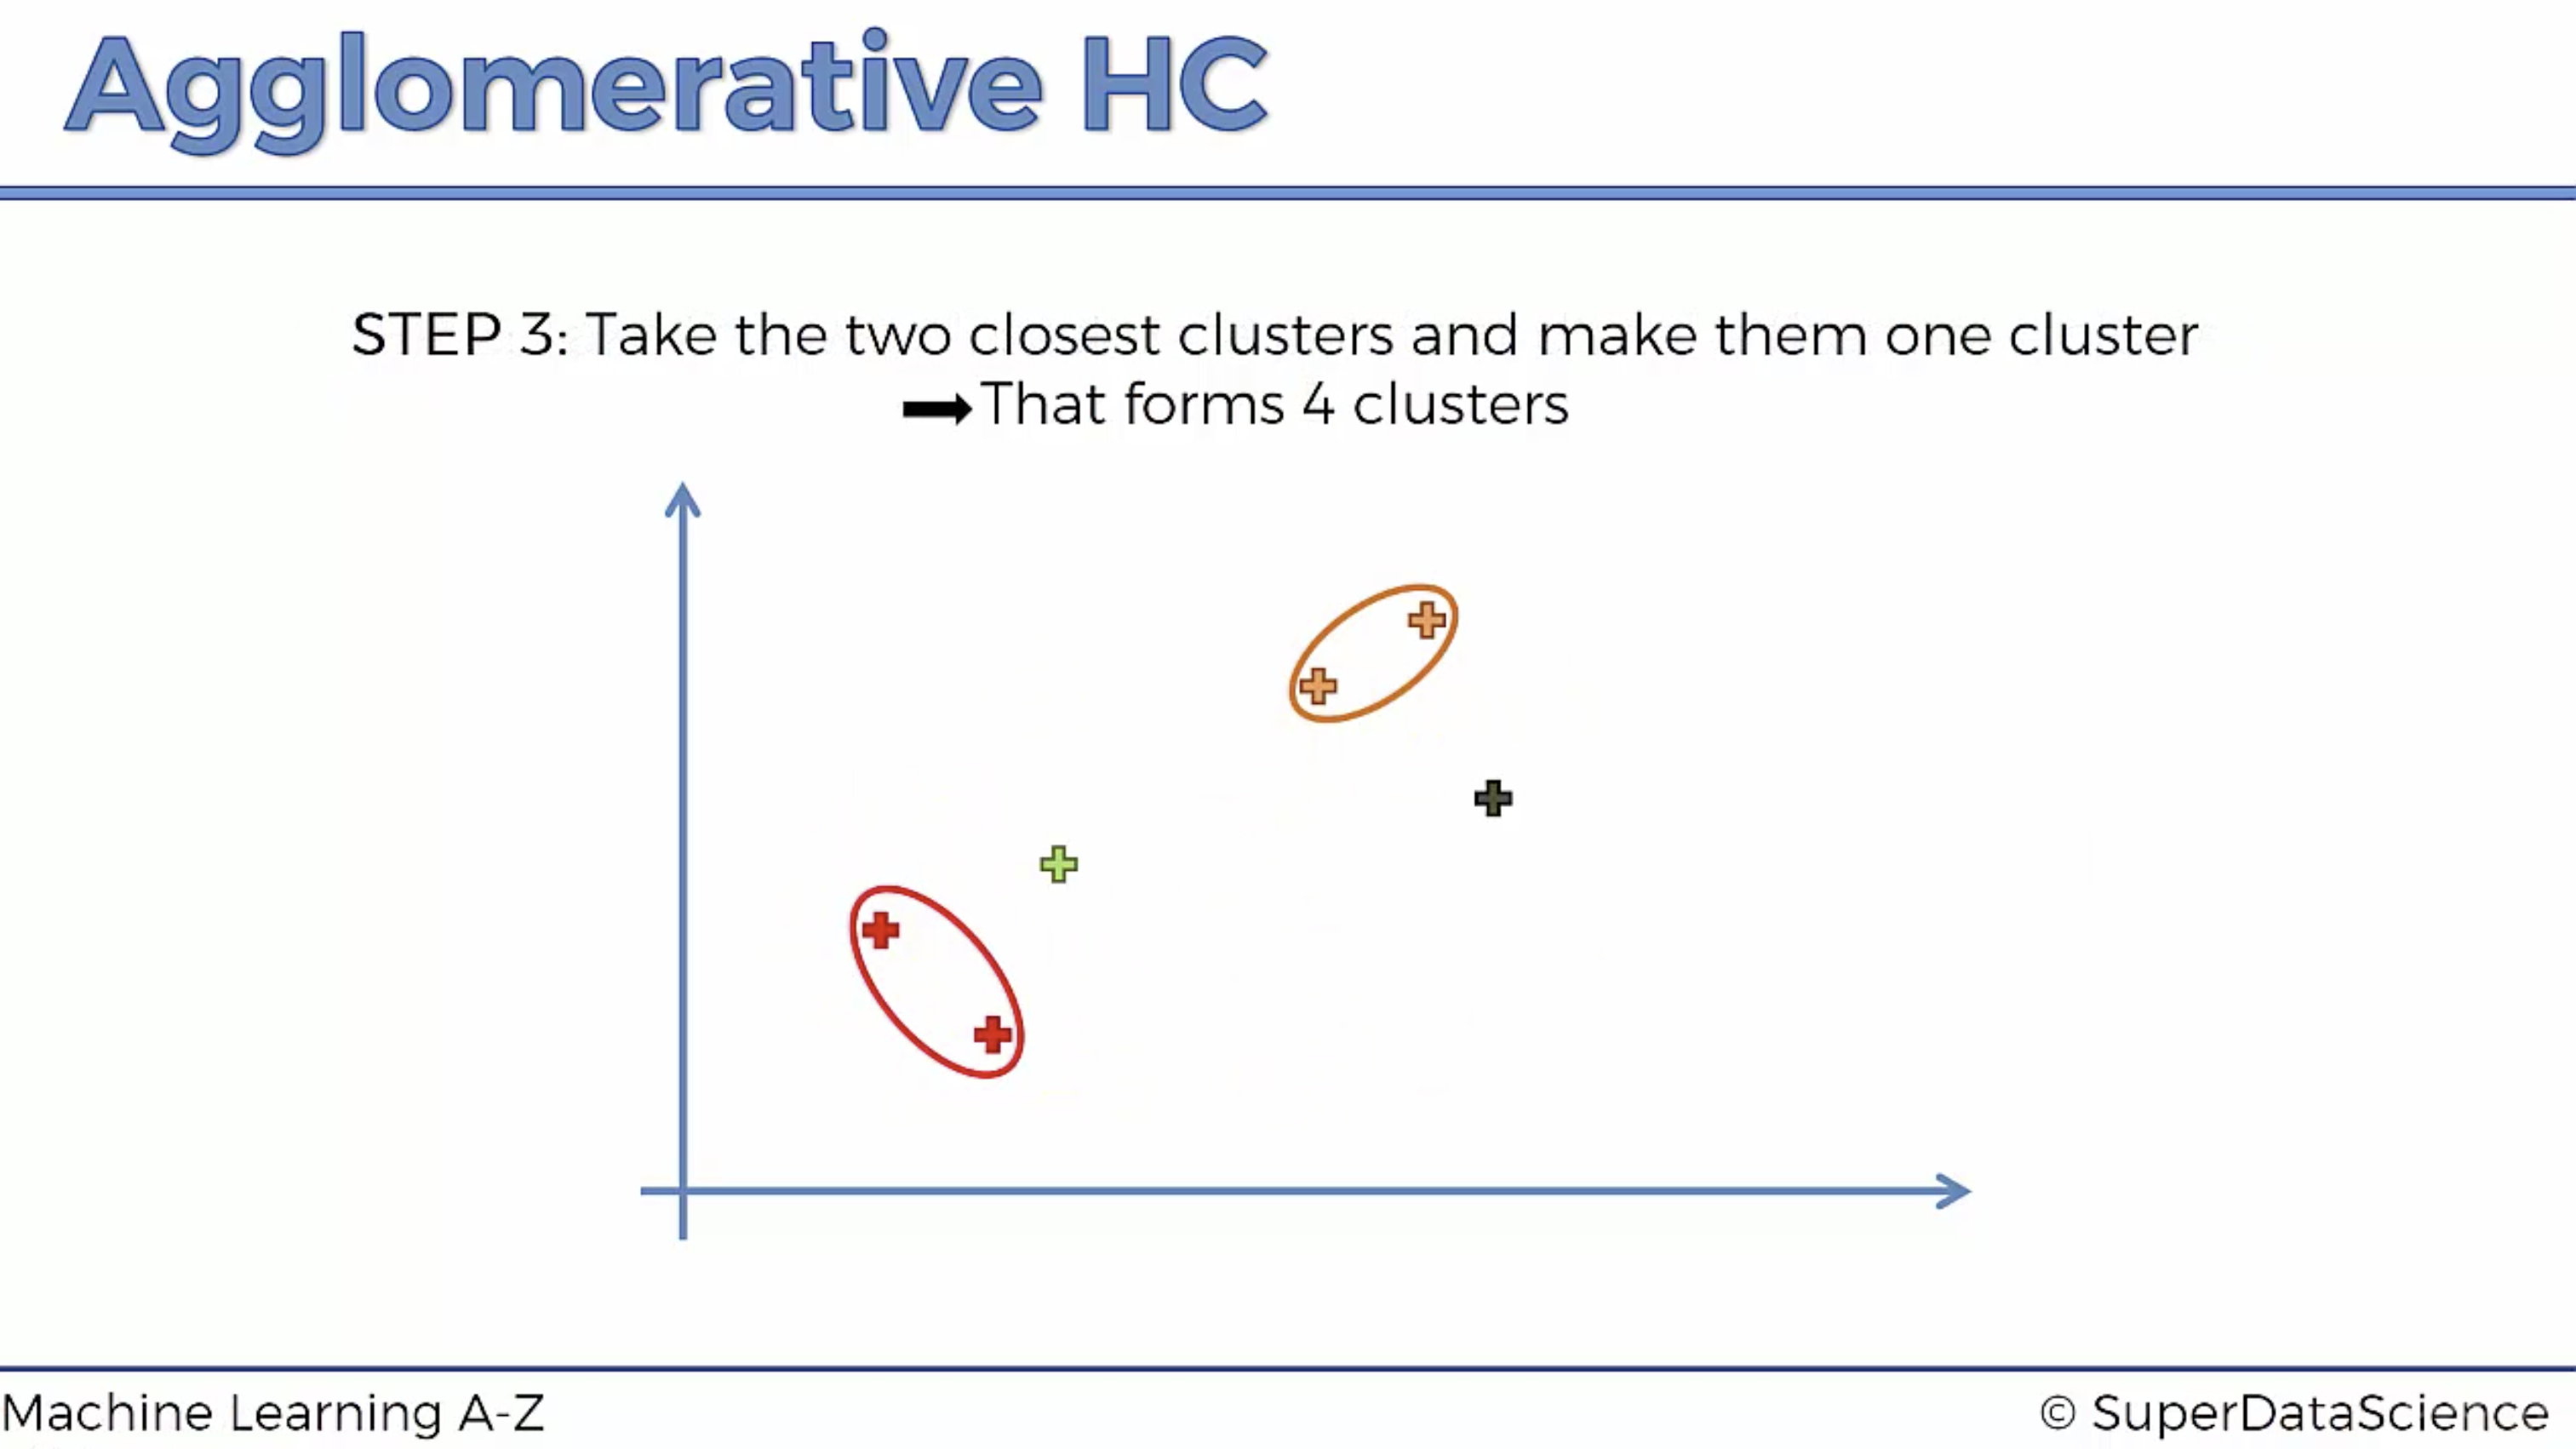 Agglomerative HC
STEP 3: Take the two closest clusters and make them one cluster
➡That forms 4 clusters
Machine Learning A-Z
© SuperDataScience